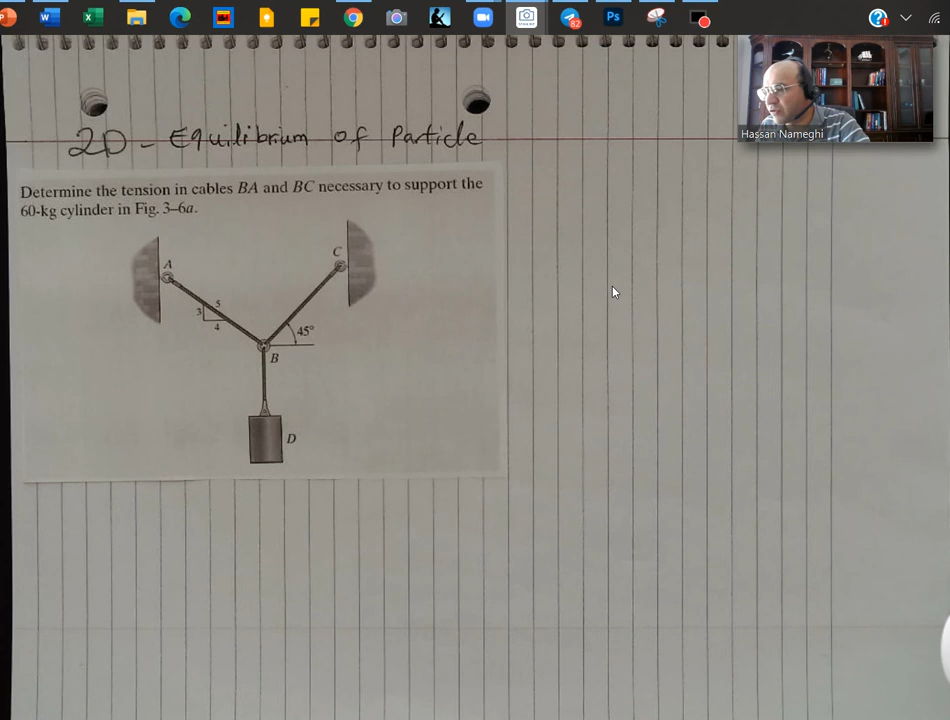 82
Hassan Nameghi
2D - Equilibrium of Particle
Determine the tension in cables BA and BC necessary to support the
60-kg cylinder in Fig. 3–6a.
A
C
5
3
4
45°
B
D